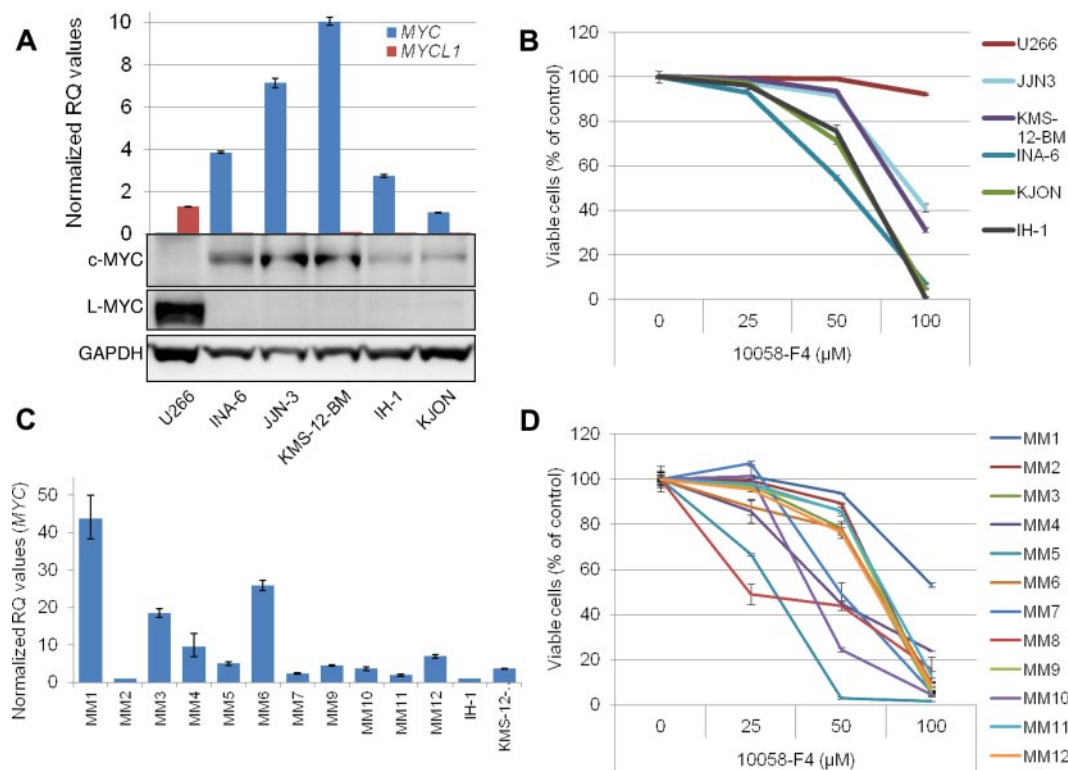 A
Normalized RQ values
10
8
6
4
2
0
MYC
MYCL1
c-MYC
L-MYC
GAPDH
U266
INA-6
JJN-3
KMS-12-BM
IH-1
KJON
B
Viable cells (% of control)
120
100
80
60
40
20
0
0 25 50 100
10058-F4 (µM)
U266
JJN3
KMS-
12-BM
INA-6
KJON
IH-1
C
Normalized RQ values (MYC)
50
40
30
20
10
0
MM1
MM2
MM3
MM4
MM5
MM6
MM7
MM9
MM10
MM11
MM12
IH-1
KMS-12-..
D
Viable cells (% of control)
120
100
80
60
40
20
0
0 25 50 100
10058-F4 (µM)
MM1
MM2
MM3
MM4
MM5
MM6
MM7
MM8
MM9
MM10
MM11
MM12